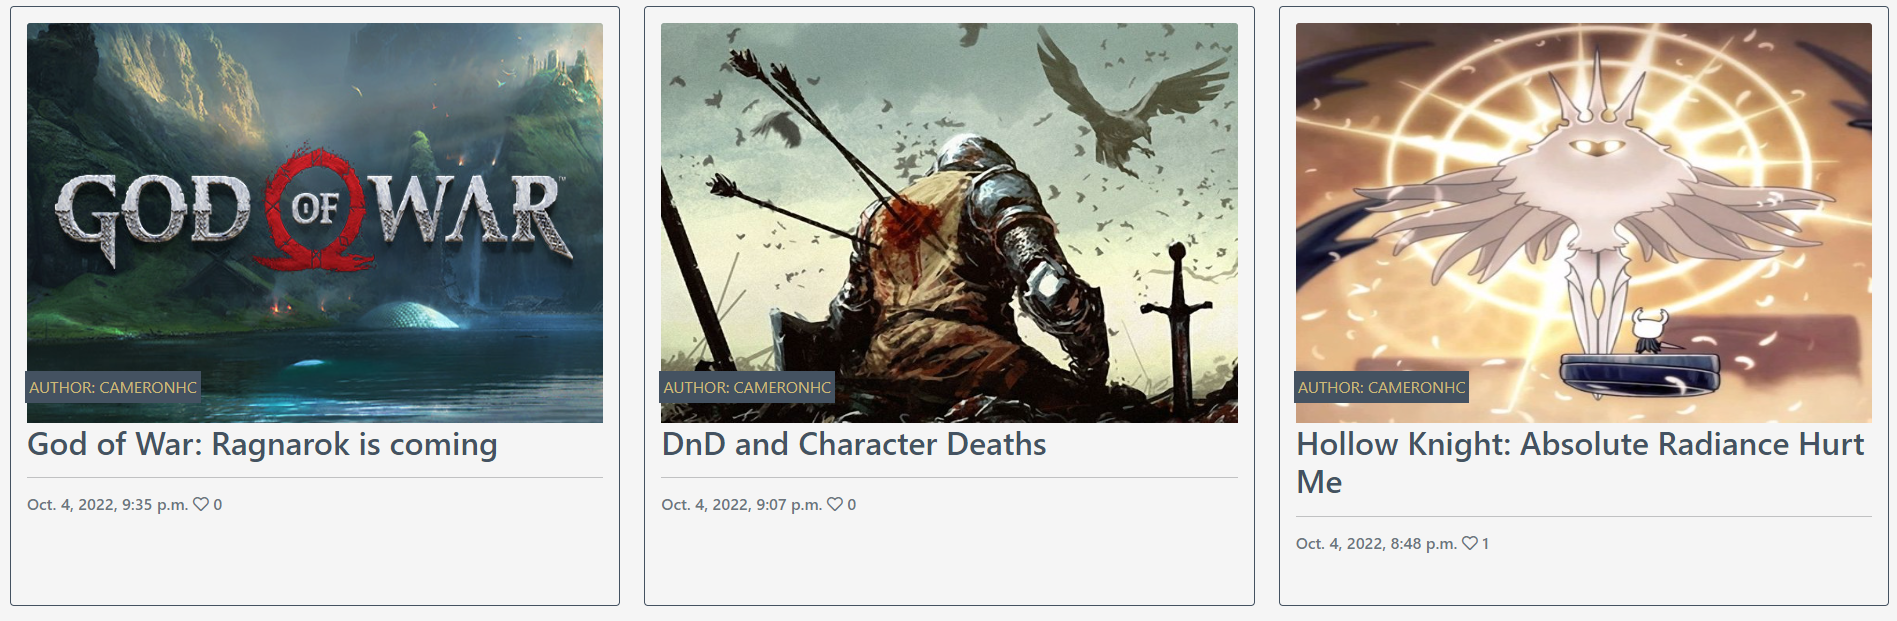 GOD OF WAR™
AUTHOR: CAMERONHC
God of War: Ragnarok is coming
Oct. 4, 2022, 9:35 p.m. ♡ 0
AUTHOR: CAMERONHC
DnD and Character Deaths
Oct. 4, 2022, 9:07 p.m. ♡ 0
AUTHOR: CAMERONHC
Hollow Knight: Absolute Radiance Hurt
Me
Oct. 4, 2022, 8:48 p.m. ♡ 1